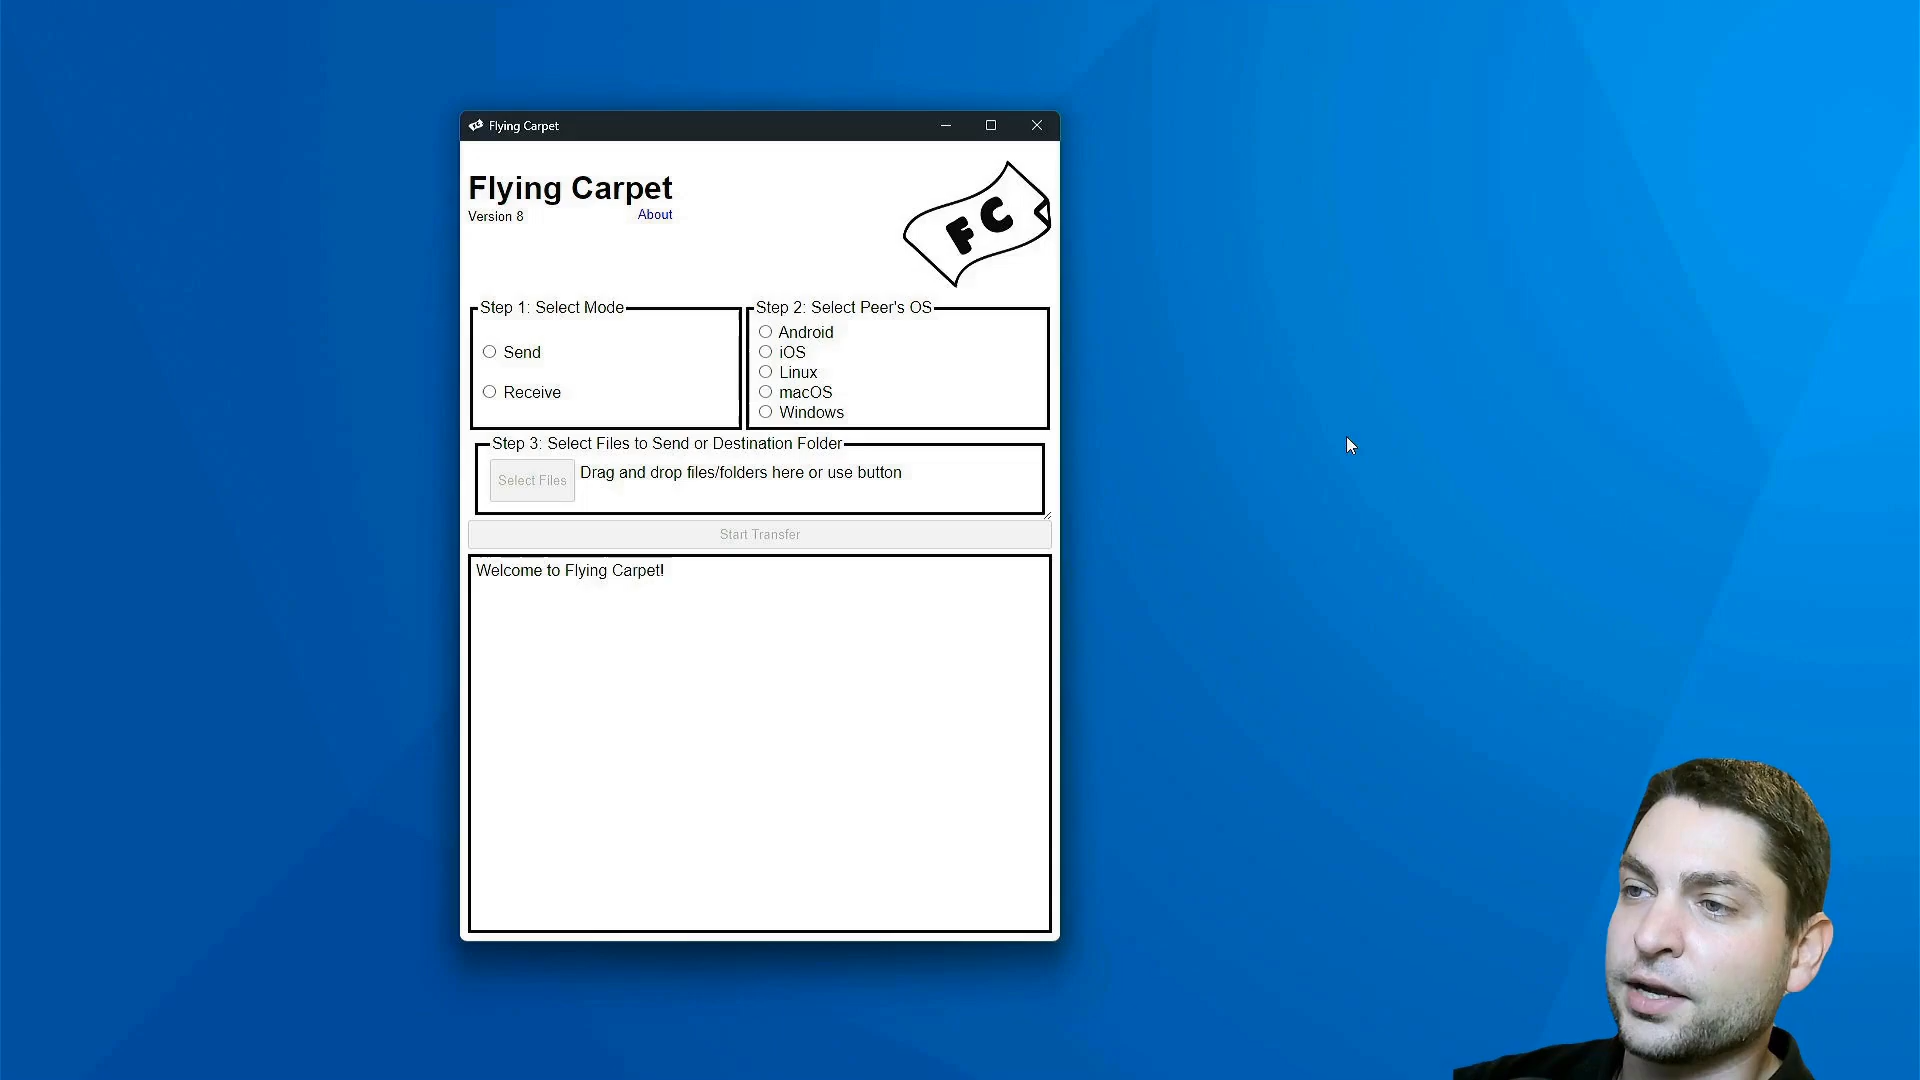 Flying Carpet
Flying Carpet
Version 8
About
FC
Step 1: Select Mode
Send
Receive
Step 2: Select Peer's OS
Android
iOS
Linux
macOS
Windows
Step 3: Select Files to Send or Destination Folder
Select Files
Drag and drop files/folders here or use button
Start Transfer
Welcome to Flying Carpet!